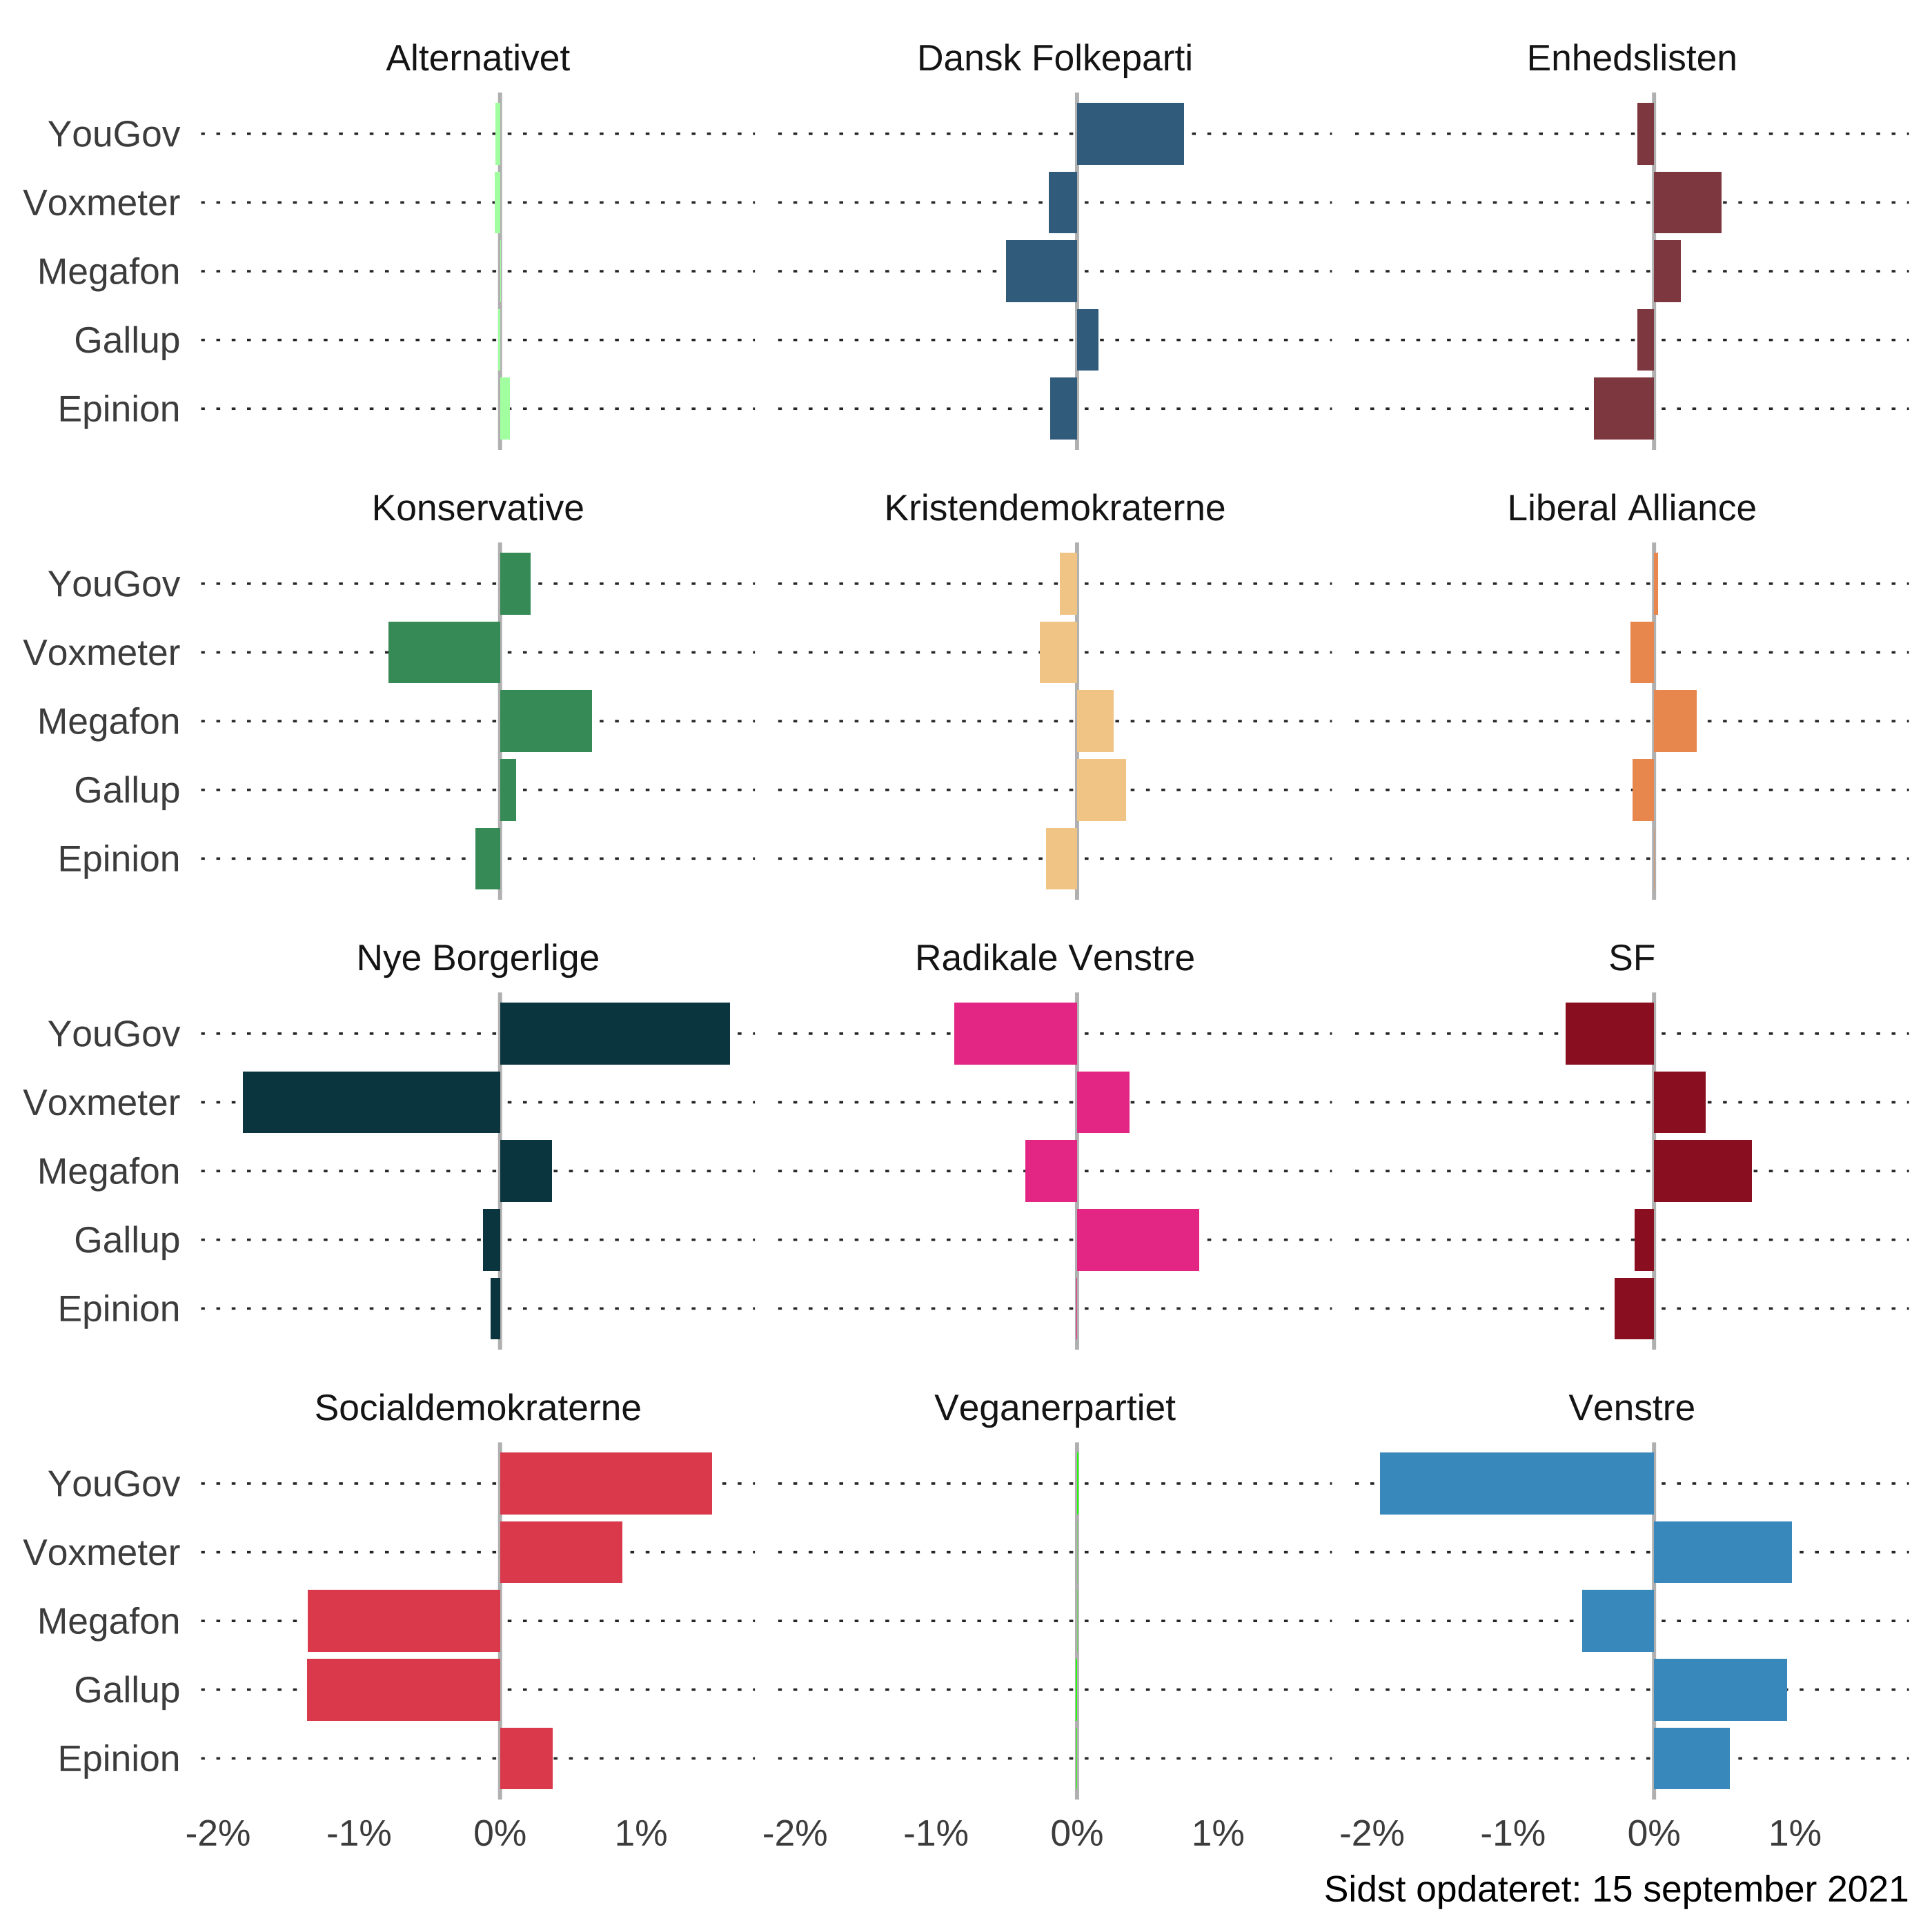 Alternativet Dansk Folkeparti Enhedslisten
YouGov
Voxmeter
Megafon
Gallup
Epinion
Konservative Kristendemokraterne Liberal Alliance
YouGov
Voxmeter
Megafon
Gallup
Epinion
Nye Borgerlige Radikale Venstre SF
YouGov
Voxmeter
Megafon
Gallup
Epinion
Socialdemokraterne Veganerpartiet Venstre
YouGov
Voxmeter
Megafon
Gallup
Epinion
-2% -1% 0% 1% -2% -1% 0% 1% -2% -1% 0% 1%
Sidst opdateret: 15 september 2021